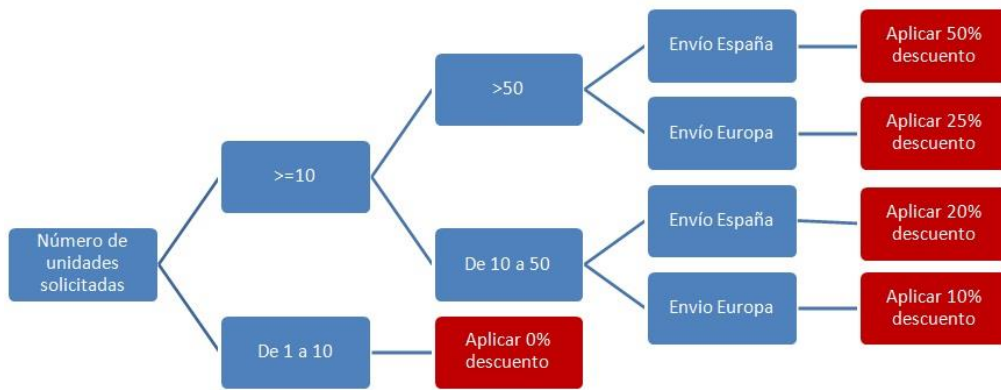 Número de
unidades
solicitadas
>=10
De 1 a 10
>50
De 10 a 50
Aplicar 0%
descuento
Envío España
Envío Europa
Envío España
Envio Europa
Aplicar 50%
descuento
Aplicar 25%
descuento
Aplicar 20%
descuento
Aplicar 10%
descuento